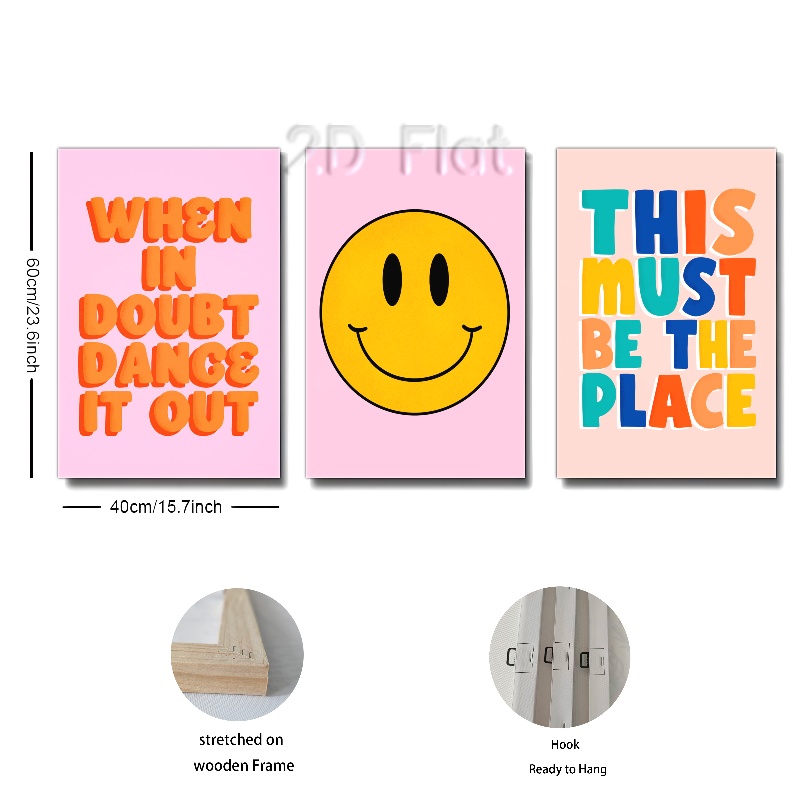 2D Flat
60cm/23.6inch
WHEN
IN
DOUBT
DANCE
IT OUT
THIS
MUST
BE THE
PLACE
40cm/15.7inch
stretched on
wooden Frame
Hook
Ready to Hang